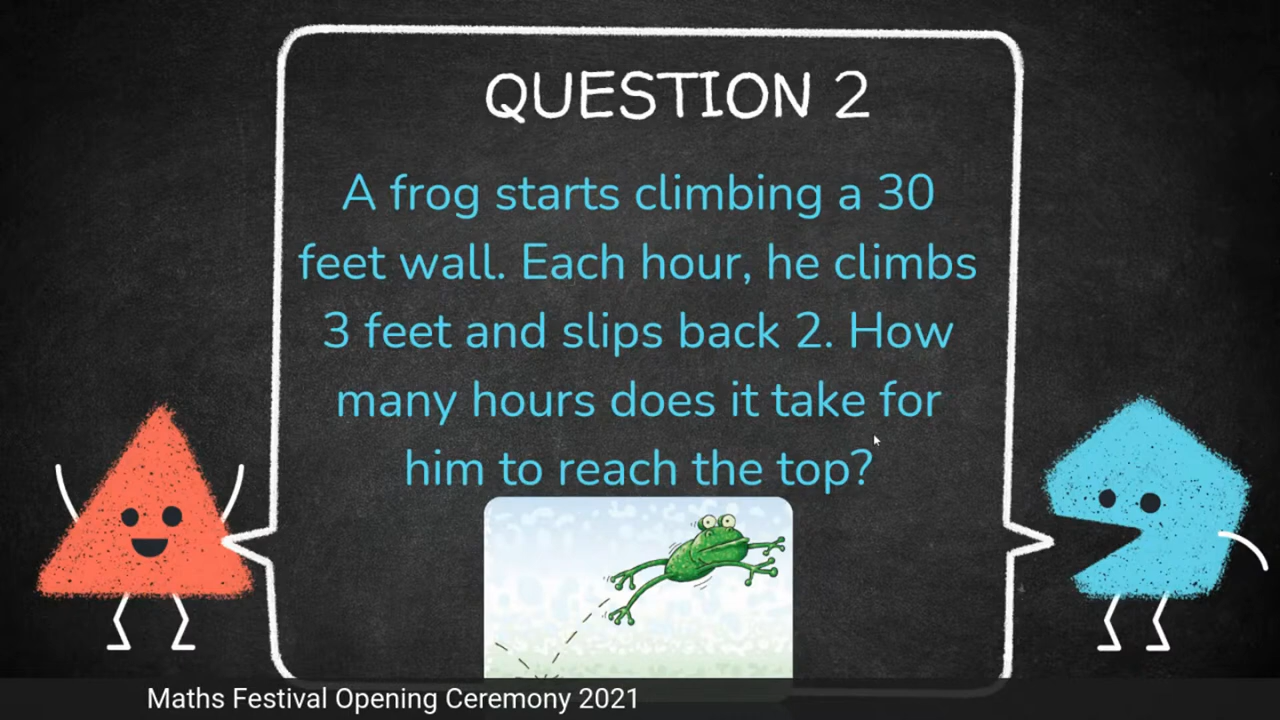 QUESTION 2
A frog starts climbing a 30
feet wall. Each hour, he climbs
3 feet and slips back 2. How
many hours does it take for
him to reach the top?
Maths Festival Opening Ceremony 2021